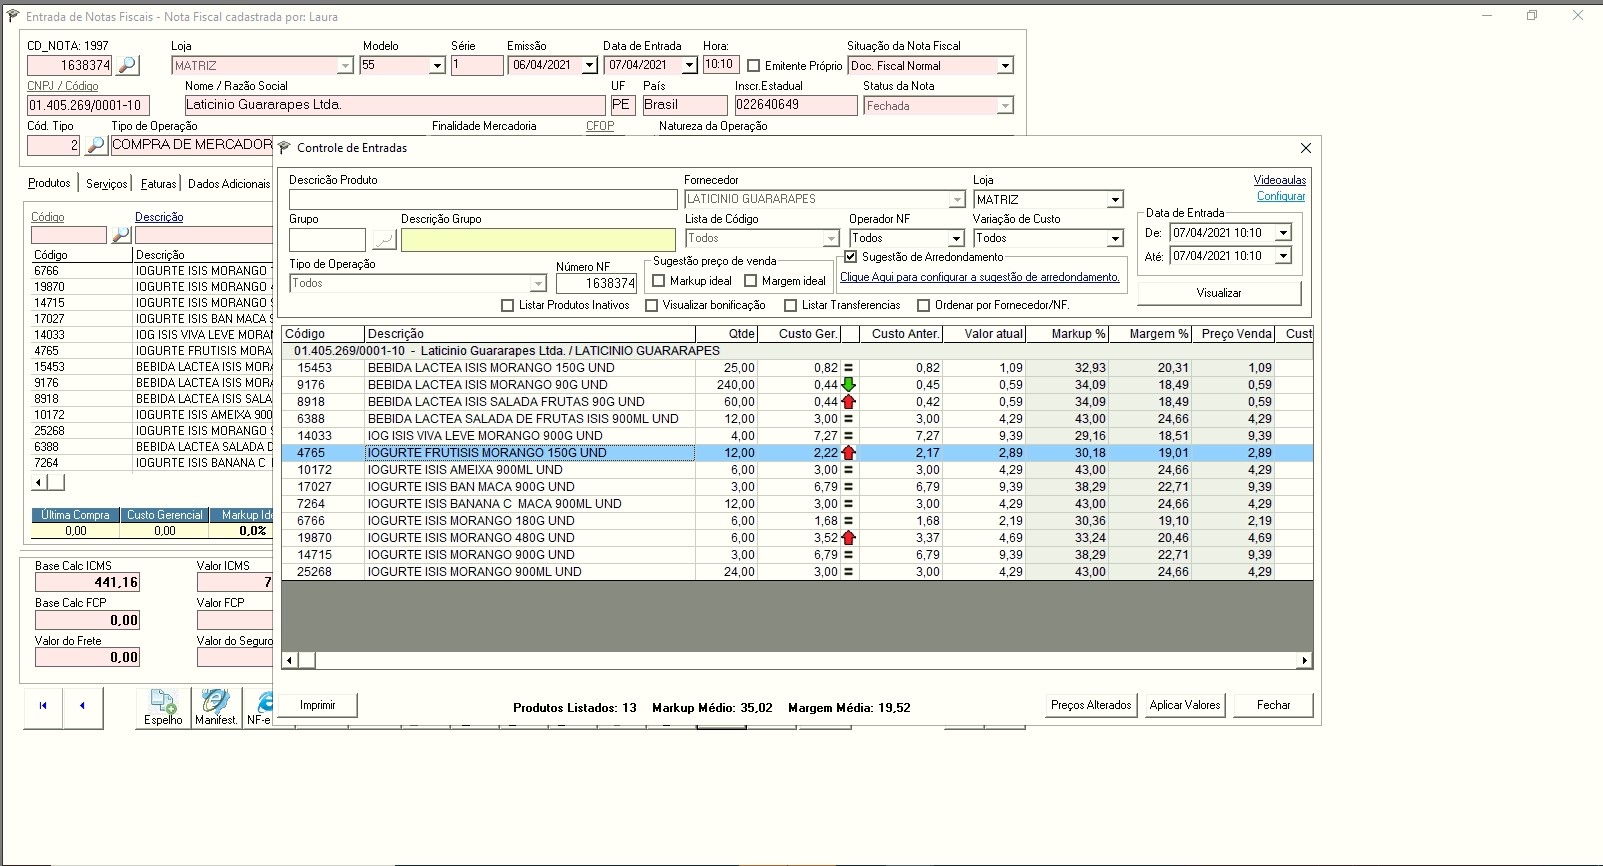 Entrada de Notas Fiscais - Nota Fiscal cadastrada por: Laura
CD_NOTA: 1997 Loja Modelo Série Emissão Data de Entrada Hora: Situação da Nota Fiscal
1638374 MATRIZ 55 1 06/04/2021 07/04/2021 10:10 Emitente Próprio Doc. Fiscal Normal
CNPJ / Código Nome / Razão Social UF País Inscr.Estadual Status da Nota
01.405.269/0001-10 Laticinio Guararapes Ltda. PE Brasil 022640649 Fechada
Cód. Tipo Tipo de Operação Finalidade Mercadoria CFOP Natureza da Operação
2 COMPRA DE MERCADOR
Produtos Serviços Faturas Dados Adicionais
Código Descrição
Código Descrição
6766 IOGURTE ISIS MORANGO 1
19870 IOGURTE ISIS MORANGO 4
14715 IOGURTE ISIS MORANGO 9
17027 IOGURTE ISIS BAN MACA 9
14033 IOG ISIS VIVA LEVE MORAN
4765 IOGURTE FRUTISIS MORA
15453 BEBIDA LACTEA ISIS MORA
9176 BEBIDA LACTEA ISIS MORA
8918 BEBIDA LACTEA ISIS SALA
10172 IOGURTE ISIS AMEIXA 900
25268 IOGURTE ISIS MORANGO 9
6388 BEBIDA LACTEA SALADA D
7264 IOGURTE ISIS BANANA C I
Última Compra Custo Gerencial Markup Ide
0,00 0,00 0,0%
Base Calc ICMS Valor ICMS
441,16 7
Base Calc FCP Valor FCP
0,00
Valor do Frete Valor do Seguro
0,00
Espelho Manifest. NF-e
Controle de Entradas
Descricão Produto Fornecedor Loja Videoaulas
LATICINIO GUARARAPES MATRIZ Configurar
Grupo Descrição Grupo Lista de Código Operador NF Variação de Custo Data de Entrada
Todos Todos Todos De: 07/04/2021 10:10
Tipo de Operação Número NF Sugestão preço de venda Sugestão de Arredondamento Até: 07/04/2021 10:10
Todos 1638374 Markup ideal Margem ideal Clique Aqui para configurar a sugestão de arredondamento.
Visualizar
Listar Produtos Inativos Visualizar bonificação Listar Transferencias Ordenar por Fornecedor/NF.
Código Descrição Qtde Custo Ger. Custo Anter. Valor atual Markup % Margem % Preço Venda Cust
01.405.269/0001-10 - Laticinio Guararapes Ltda. / LATICINIO GUARARAPES
15453 BEBIDA LACTEA ISIS MORANGO 150G UND 25,00 0,82 = 0,82 1,09 32,93 20,31 1,09
9176 BEBIDA LACTEA ISIS MORANGO 90G UND 240,00 0,44 0,45 0,59 34,09 18,49 0,59
8918 BEBIDA LACTEA ISIS SALADA FRUTAS 90G UND 60,00 0,44 0,42 0,59 34,09 18,49 0,59
6388 BEBIDA LACTEA SALADA DE FRUTAS ISIS 900ML UND 12,00 3,00 = 3,00 4,29 43,00 24,66 4,29
14033 IOG ISIS VIVA LEVE MORANGO 900G UND 4,00 7,27 = 7,27 9,39 29,16 18,51 9,39
4765 IOGURTE FRUTISIS MORANGO 150G UND 12,00 2,22 2,17 2,89 30,18 19,01 2,89
10172 IOGURTE ISIS AMEIXA 900ML UND 6,00 3,00 = 3,00 4,29 43,00 24,66 4,29
17027 IOGURTE ISIS BAN MACA 900G UND 3,00 6,79 = 6,79 9,39 38,29 22,71 9,39
7264 IOGURTE ISIS BANANA C MACA 900ML UND 12,00 3,00 = 3,00 4,29 43,00 24,66 4,29
6766 IOGURTE ISIS MORANGO 180G UND 6,00 1,68 = 1,68 2,19 30,36 19,10 2,19
19870 IOGURTE ISIS MORANGO 480G UND 6,00 3,52 3,37 4,69 33,24 20,46 4,69
14715 IOGURTE ISIS MORANGO 900G UND 3,00 6,79 = 6,79 9,39 38,29 22,71 9,39
25268 IOGURTE ISIS MORANGO 900ML UND 24,00 3,00 = 3,00 4,29 43,00 24,66 4,29
Imprimir Produtos Listados: 13 Markup Médio: 35,02 Margem Média: 19,52 Preços Alterados Aplicar Valores Fechar